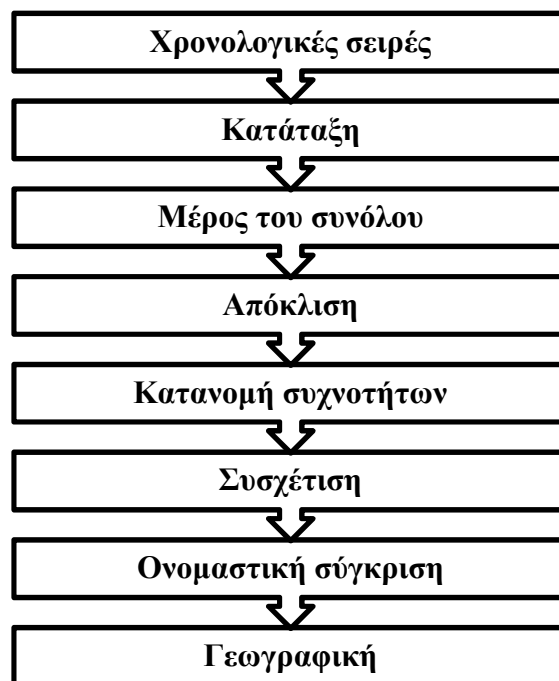 Χρονολογικές σειρές
Κατάταξη
Μέρος του συνόλου
Απόκλιση
Κατανομή συχνοτήτων
Συσχέτιση
Ονομαστική σύγκριση
Γεωγραφική